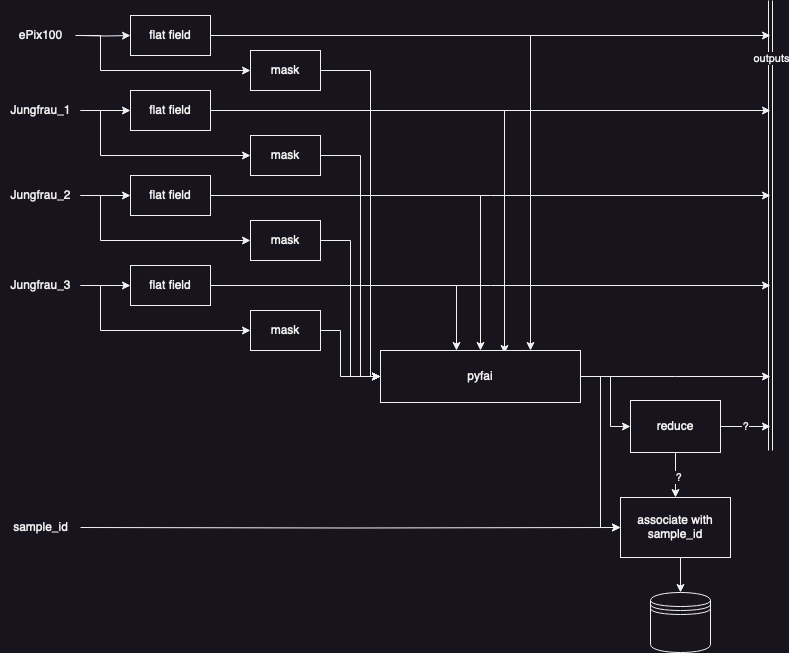 ePix100
flat field
outputs
mask
Jungfrau_1
flat field
mask
Jungfrau_2
flat field
mask
Jungfrau_3
flat field
mask
pyfai
reduce
?
?
sample_id
associate with
sample_id